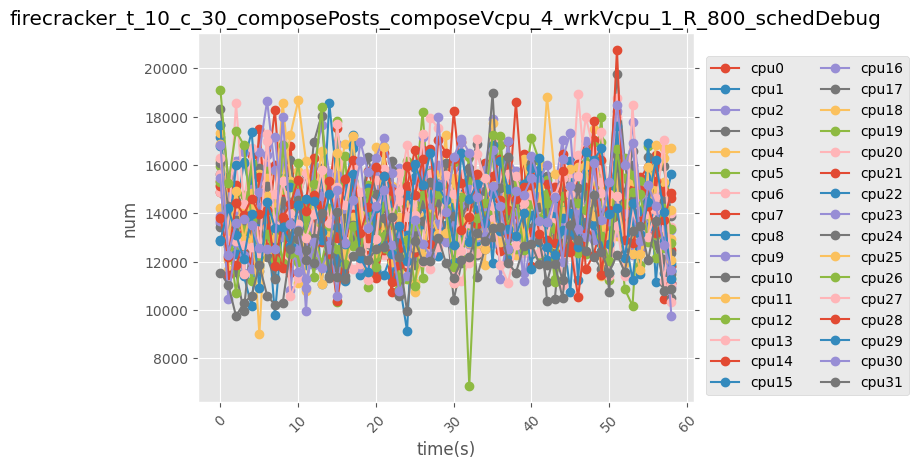 firecracker_t_10_c_30_composePosts_composeVcpu_4_wrkVcpu_1_R_800_schedDebug
20000
18000
16000
14000
12000
10000
8000
num
0
10
20
30
40
50
60
time(s)
cpu0
cpu1
cpu2
cpu3
cpu4
cpu5
cpu6
cpu7
cpu8
cpu9
cpu10
cpu11
cpu12
cpu13
cpu14
cpu15
cpu16
cpu17
cpu18
cpu19
cpu20
cpu21
cpu22
cpu23
cpu24
cpu25
cpu26
cpu27
cpu28
cpu29
cpu30
cpu31